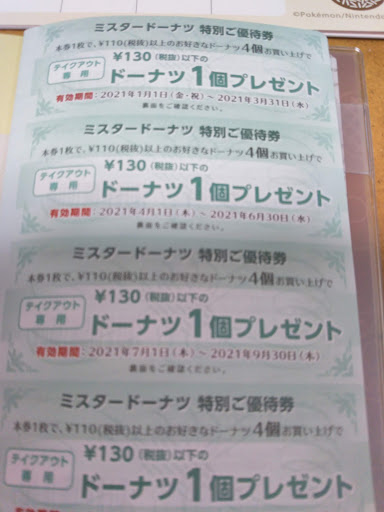 ©Pokémon/Nintendo
ミスタードーナツ 特別ご優待券
本券1枚で、¥110(税抜)以上のお好きなドーナツ4個お買い上げで
テイクアウト専用
¥130(税抜)以下の
ドーナツ1個プレゼント
有効期間：2021年1月1日(金・祝)～2021年3月31日(水)
裏面をご確認ください。
ミスタードーナツ 特別ご優待券
本券1枚で、¥110(税抜)以上のお好きなドーナツ4個お買い上げで
テイクアウト専用
¥130(税抜)以下の
ドーナツ1個プレゼント
有効期間：2021年4月1日(木)～2021年6月30日(水)
裏面をご確認ください。
ミスタードーナツ 特別ご優待券
本券1枚で、¥110(税抜)以上のお好きなドーナツ4個お買い上げで
テイクアウト専用
¥130(税抜)以下の
ドーナツ1個プレゼント
有効期間：2021年7月1日(木)～2021年9月30日(木)
裏面をご確認ください。
ミスタードーナツ 特別ご優待券
本券1枚で、¥110(税抜)以上のお好きなドーナツ4個お買い上げで
テイクアウト専用
¥130(税抜)以下の
ドーナツ1個プレゼント